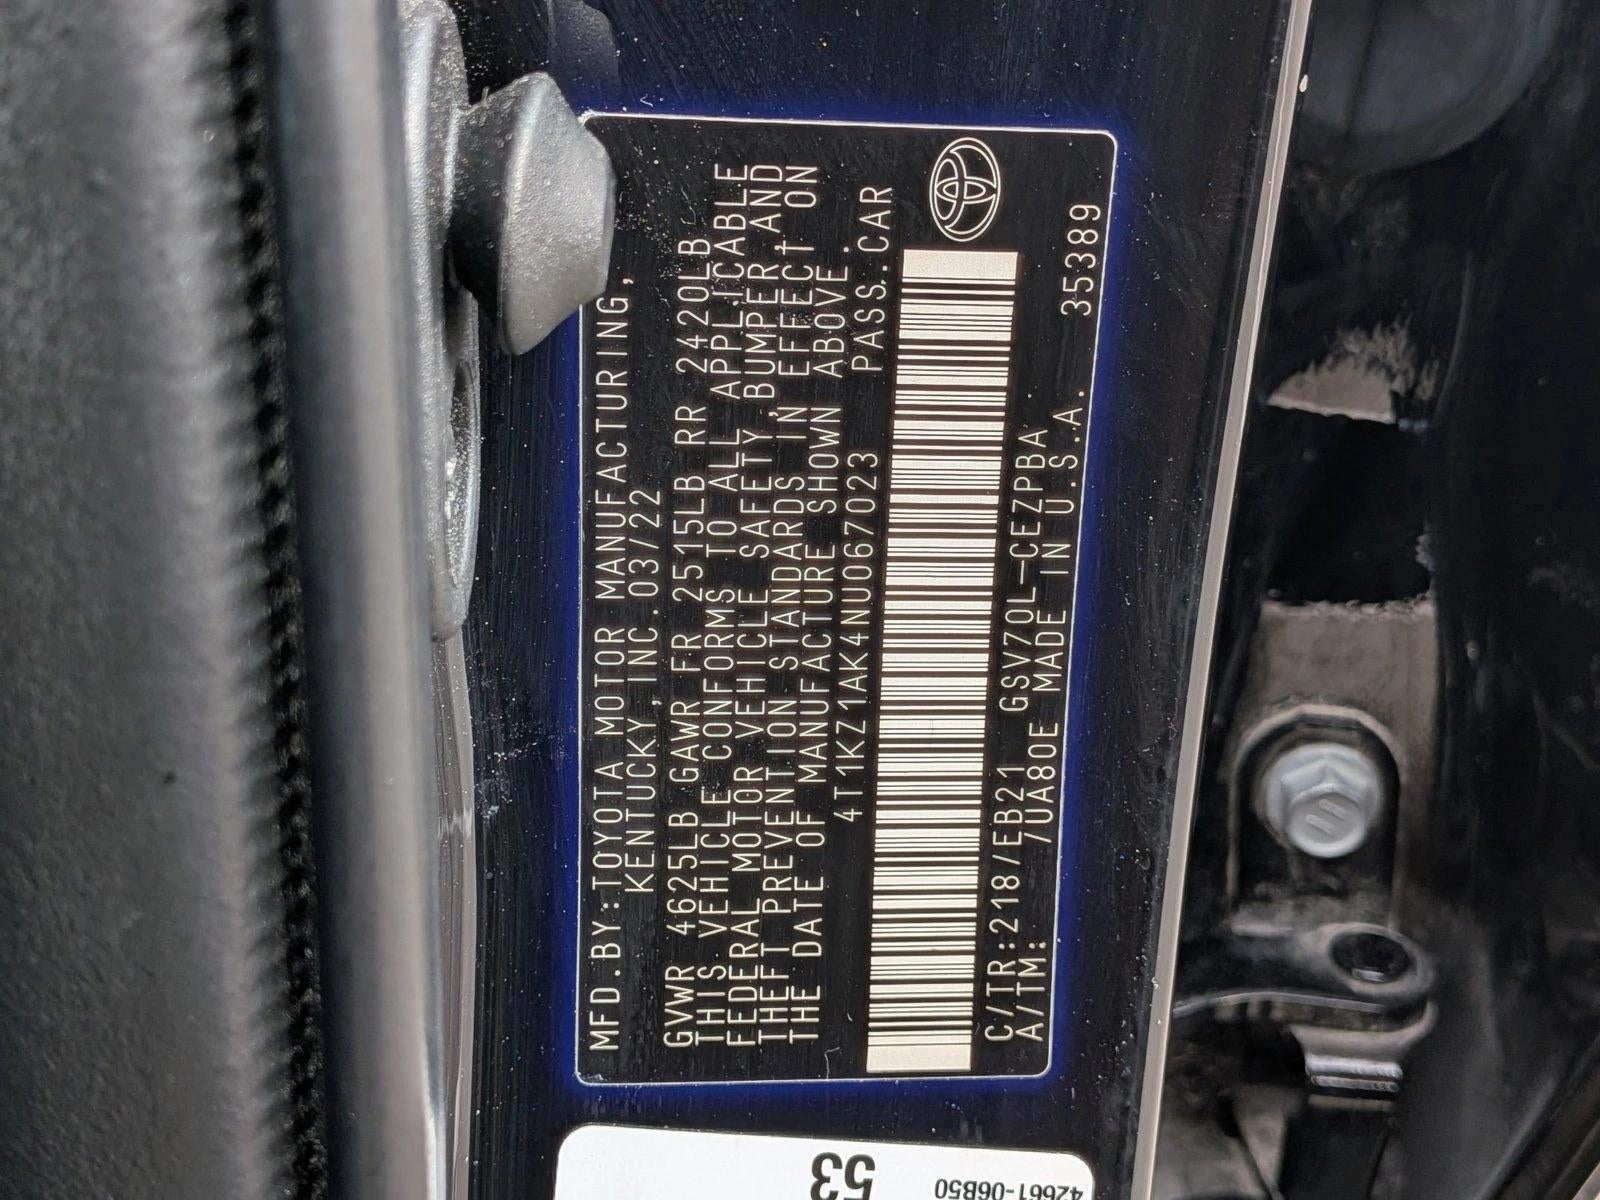 MFD.BY:TOYOTA MOTOR MANUFACTURING,
KENTUCKY,INC.03/22
GVWR 4625LB GAWR FR 2515LB RR 2420LB
THIS VEHICLE CONFORMS TO ALL APPLICABLE
FEDERAL MOTOR VEHICLE SAFETY,BUMPER,AND
THEFT PREVENTION STANDARDS IN EFFECT ON
THE DATE OF MANUFACTURE SHOWN ABOVE.
4T1KZ1AK4NU067023 PASS.CAR
C/TR:218/EB21 GSV70L-CEZPBA
A/TM: /UA80E MADE IN U.S.A. 35389
53
42661-06B50